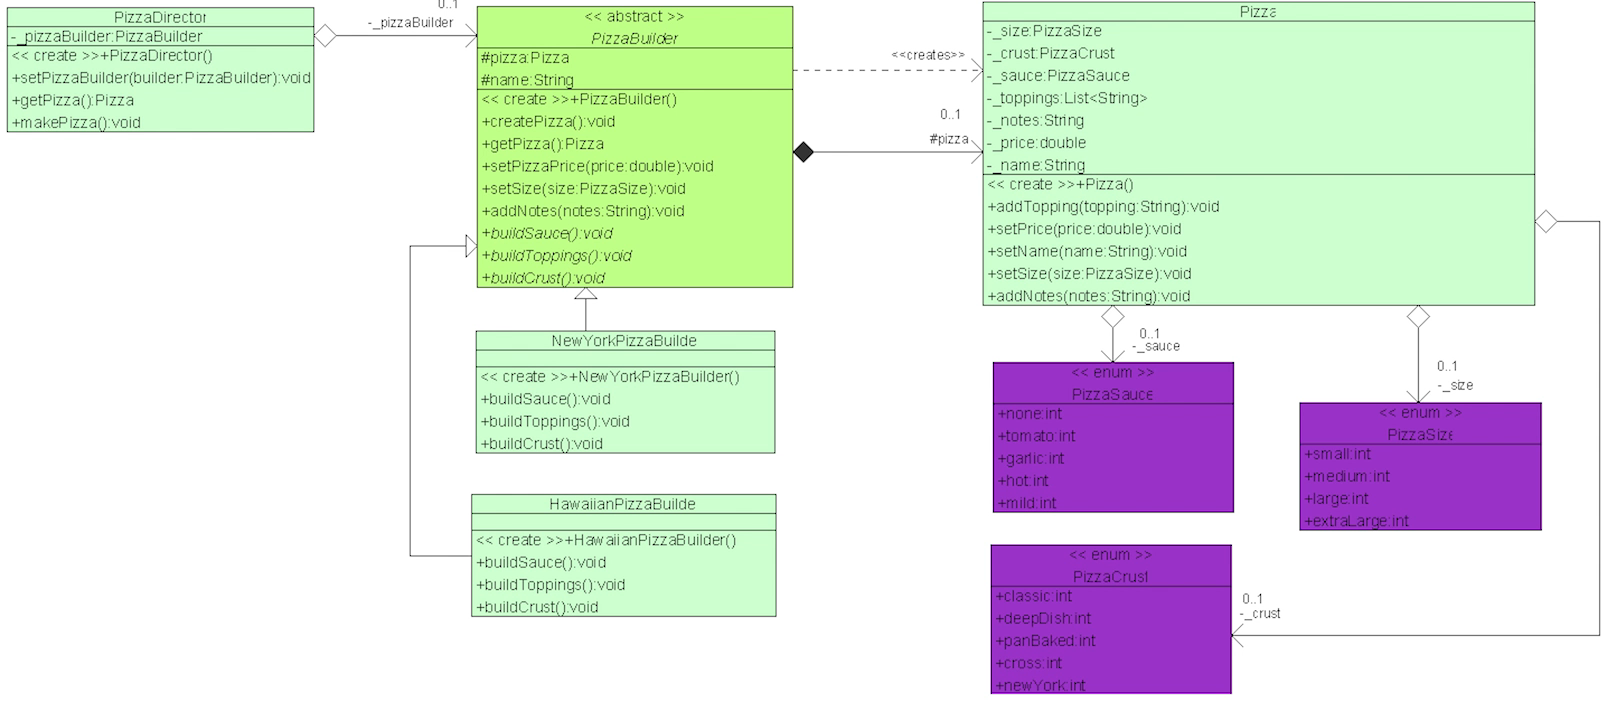 PizzaDirector
-_pizzaBuilder:PizzaBuilder
<< create >>+PizzaDirector()
+setPizzaBuilder(builder:PizzaBuilder):void
+getPizza():Pizza
+makePizza():void
0..1
-_pizzaBuilder
<< abstract >>
PizzaBuilder
#pizza:Pizza
#name:String
<< create >>+PizzaBuilder()
+createPizza():void
+getPizza():Pizza
+setPizzaPrice(price:double):void
+setSize(size:PizzaSize):void
+addNotes(notes:String):void
+buildSauce():void
+buildToppings():void
+buildCrust():void
<<creates>>
0..1
#pizza
Pizza
-_size:PizzaSize
-_crust:PizzaCrust
-_sauce:PizzaSauce
-_toppings:List<String>
-_notes:String
-_price:double
-_name:String
<< create >>+Pizza()
+addTopping(topping:String):void
+setPrice(price:double):void
+setName(name:String):void
+setSize(size:PizzaSize):void
+addNotes(notes:String):void
NewYorkPizzaBuilde
<< create >>+NewYorkPizzaBuilder()
+buildSauce():void
+buildToppings():void
+buildCrust():void
HawaiianPizzaBuilde
<< create >>+HawaiianPizzaBuilder()
+buildSauce():void
+buildToppings():void
+buildCrust():void
0..1
-_sauce
<< enum >>
PizzaSauce
+none:int
+tomato:int
+garlic:int
+hot:int
+mild:int
0..1
-_size
<< enum >>
PizzaSize
+small:int
+medium:int
+large:int
+extraLarge:int
<< enum >>
PizzaCrust
+classic:int
+deepDish:int
+panBaked:int
+cross:int
+newYork:int
0..1
-_crust